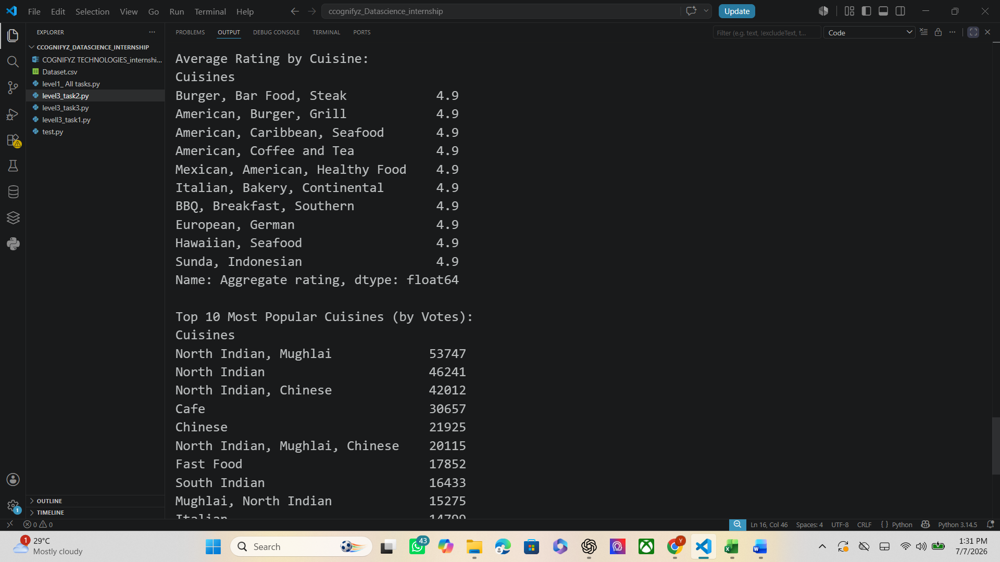 File Edit Selection View Go Run Terminal Help
ccognifyz_Datascience_internship
Update
EXPLORER
CCOGNIFYZ_DATASCIENCE_INTERNSHIP
COGNIFYZ TECHNOLOGIES_internshi...
Dataset.csv
level1_ All tasks.py
level3_task2.py
level3_task3.py
levell3_task1.py
test.py
OUTLINE
TIMELINE
PROBLEMS OUTPUT DEBUG CONSOLE TERMINAL PORTS
Filter (e.g. text, !excludeText, t...
Code
Average Rating by Cuisine:
Cuisines
Burger, Bar Food, Steak 4.9
American, Burger, Grill 4.9
American, Caribbean, Seafood 4.9
American, Coffee and Tea 4.9
Mexican, American, Healthy Food 4.9
Italian, Bakery, Continental 4.9
BBQ, Breakfast, Southern 4.9
European, German 4.9
Hawaiian, Seafood 4.9
Sunda, Indonesian 4.9
Name: Aggregate rating, dtype: float64
Top 10 Most Popular Cuisines (by Votes):
Cuisines
North Indian, Mughlai 53747
North Indian 46241
North Indian, Chinese 42012
Cafe 30657
Chinese 21925
North Indian, Mughlai, Chinese 20115
Fast Food 17852
South Indian 16433
Mughlai, North Indian 15275
Italian 14799
1
0 0
Ln 16, Col 46 Spaces: 4 UTF-8 CRLF { } Python Python 3.14.5
1
29°C
Mostly cloudy
Search
43
Y
1:31 PM
7/7/2026